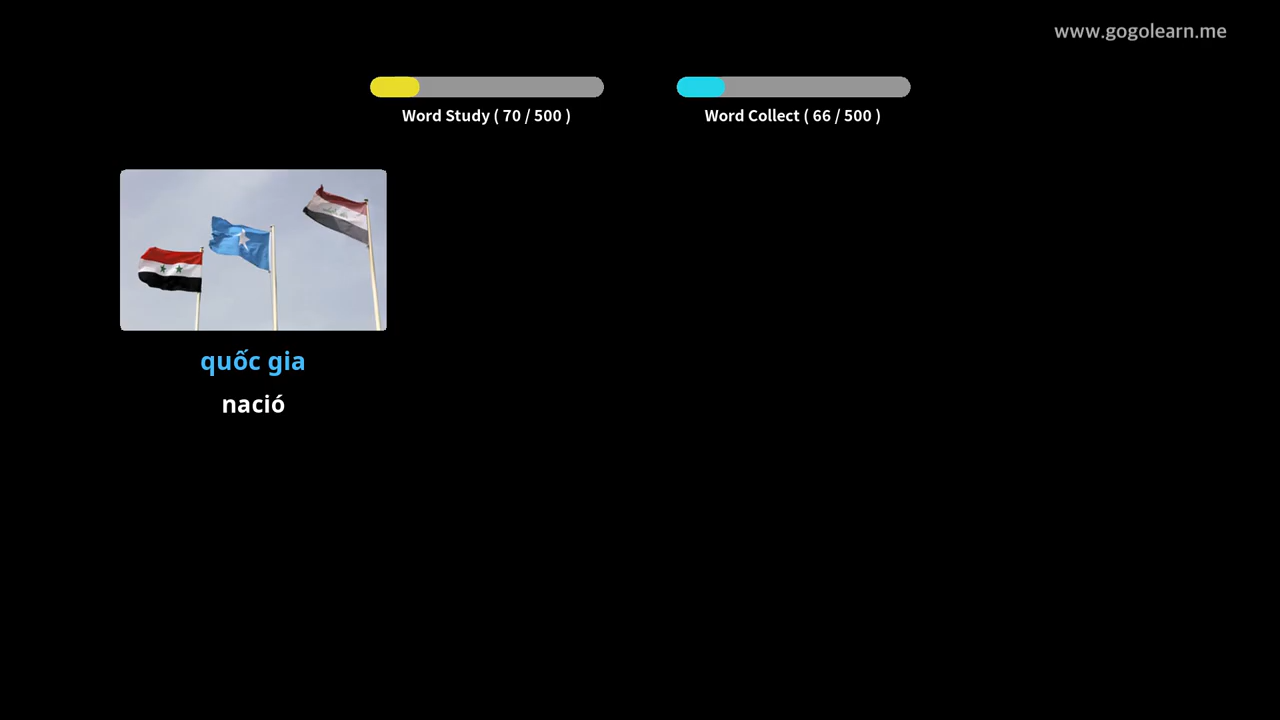 www.gogolearn.me
Word Study ( 70 / 500 )
Word Collect ( 66 / 500 )
quốc gia
nació